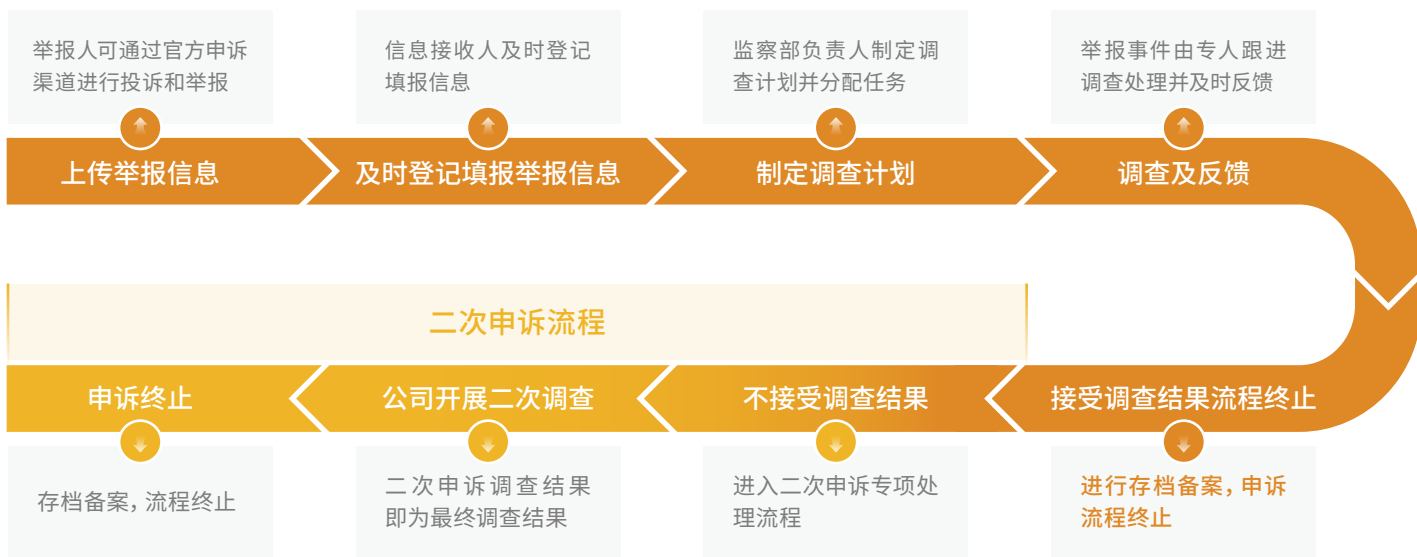 举报人可通过官方申诉
渠道进行投诉和举报
信息接收人及时登记
填报信息
监察部负责人制定调
查计划并分配任务
举报事件由专人跟进
调查处理并及时反馈
上传举报信息
及时登记填报举报信息
制定调查计划
调查及反馈
二次申诉流程
接受调查结果流程终止
不接受调查结果
公司开展二次调查
申诉终止
进行存档备案，申诉
流程终止
进入二次申诉专项处
理流程
二次申诉调查结果
即为最终调查结果
存档备案，流程终止